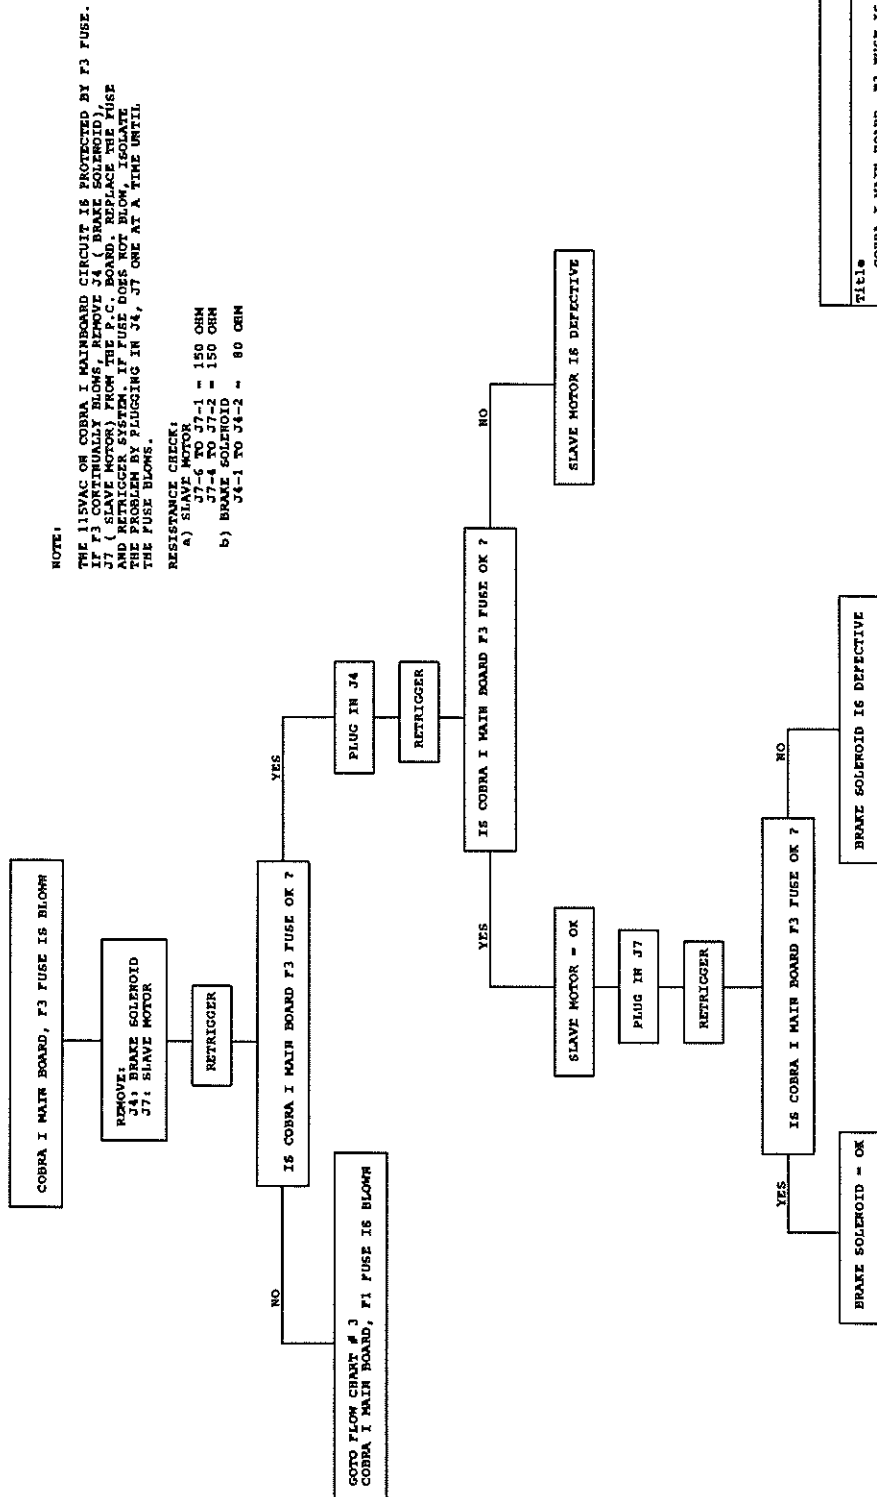 NOTE:
THE 115VAC ON COBRA I MAINBOARD CIRCUIT IS PROTECTED BY F3 FUSE.
IF F3 CONTINUALLY BLOWS, REMOVE J4 ( BRAKE SOLENOID),
J7 ( SLAVE MOTOR) FROM THE P.C. BOARD. REPLACE THE FUSE
AND RETRIGGER SYSTEM. IF FUSE DOES NOT BLOW, ISOLATE
THE PROBLEM BY PLUGGING IN J4, J7 ONE AT A TIME UNTIL
THE FUSE BLOWS.
RESISTANCE CHECK:
a) SLAVE MOTOR
J7-6 TO J7-1 = 150 OHM
J7-4 TO J7-2 = 150 OHM
b) BRAKE SOLENOID
J4-1 TO J4-2 = 80 OHM
COBRA I MAIN BOARD, F3 FUSE IS BLOWN
REMOVE:
J4: BRAKE SOLENOID
J7: SLAVE MOTOR
RETRIGGER
IS COBRA I MAIN BOARD F3 FUSE OK ?
NO
YES
GOTO FLOW CHART # 3
COBRA I MAIN BOARD, F1 FUSE IS BLOWN
PLUG IN J4
RETRIGGER
IS COBRA I MAIN BOARD F3 FUSE OK ?
YES
NO
SLAVE MOTOR = OK
SLAVE MOTOR IS DEFECTIVE
PLUG IN J7
RETRIGGER
IS COBRA I MAIN BOARD F3 FUSE OK ?
YES
NO
BRAKE SOLENOID = OK
BRAKE SOLENOID IS DEFECTIVE
Title
COBRA I MAIN BOARD, F3 FUSE IS